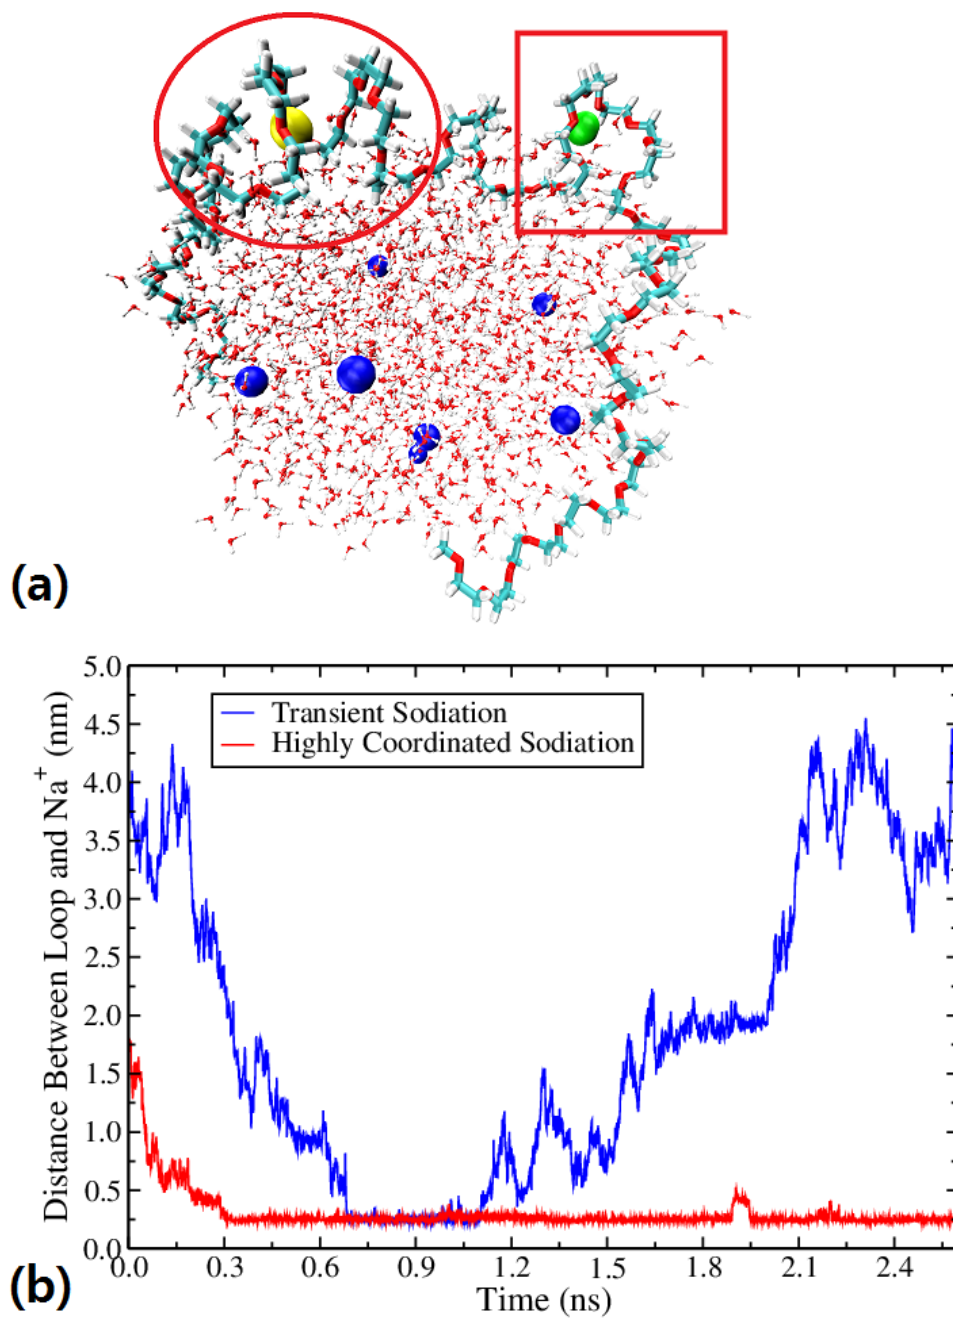 (a)
5.0
4.5
4.0
3.5
3.0
2.5
2.0
1.5
1.0
0.5
0.0
Distance Between Loop and Na+ (nm)
Transient Sodiation
Highly Coordinated Sodiation
0.0 0.3 0.6 0.9 1.2 1.5 1.8 2.1 2.4
Time (ns)
(b)